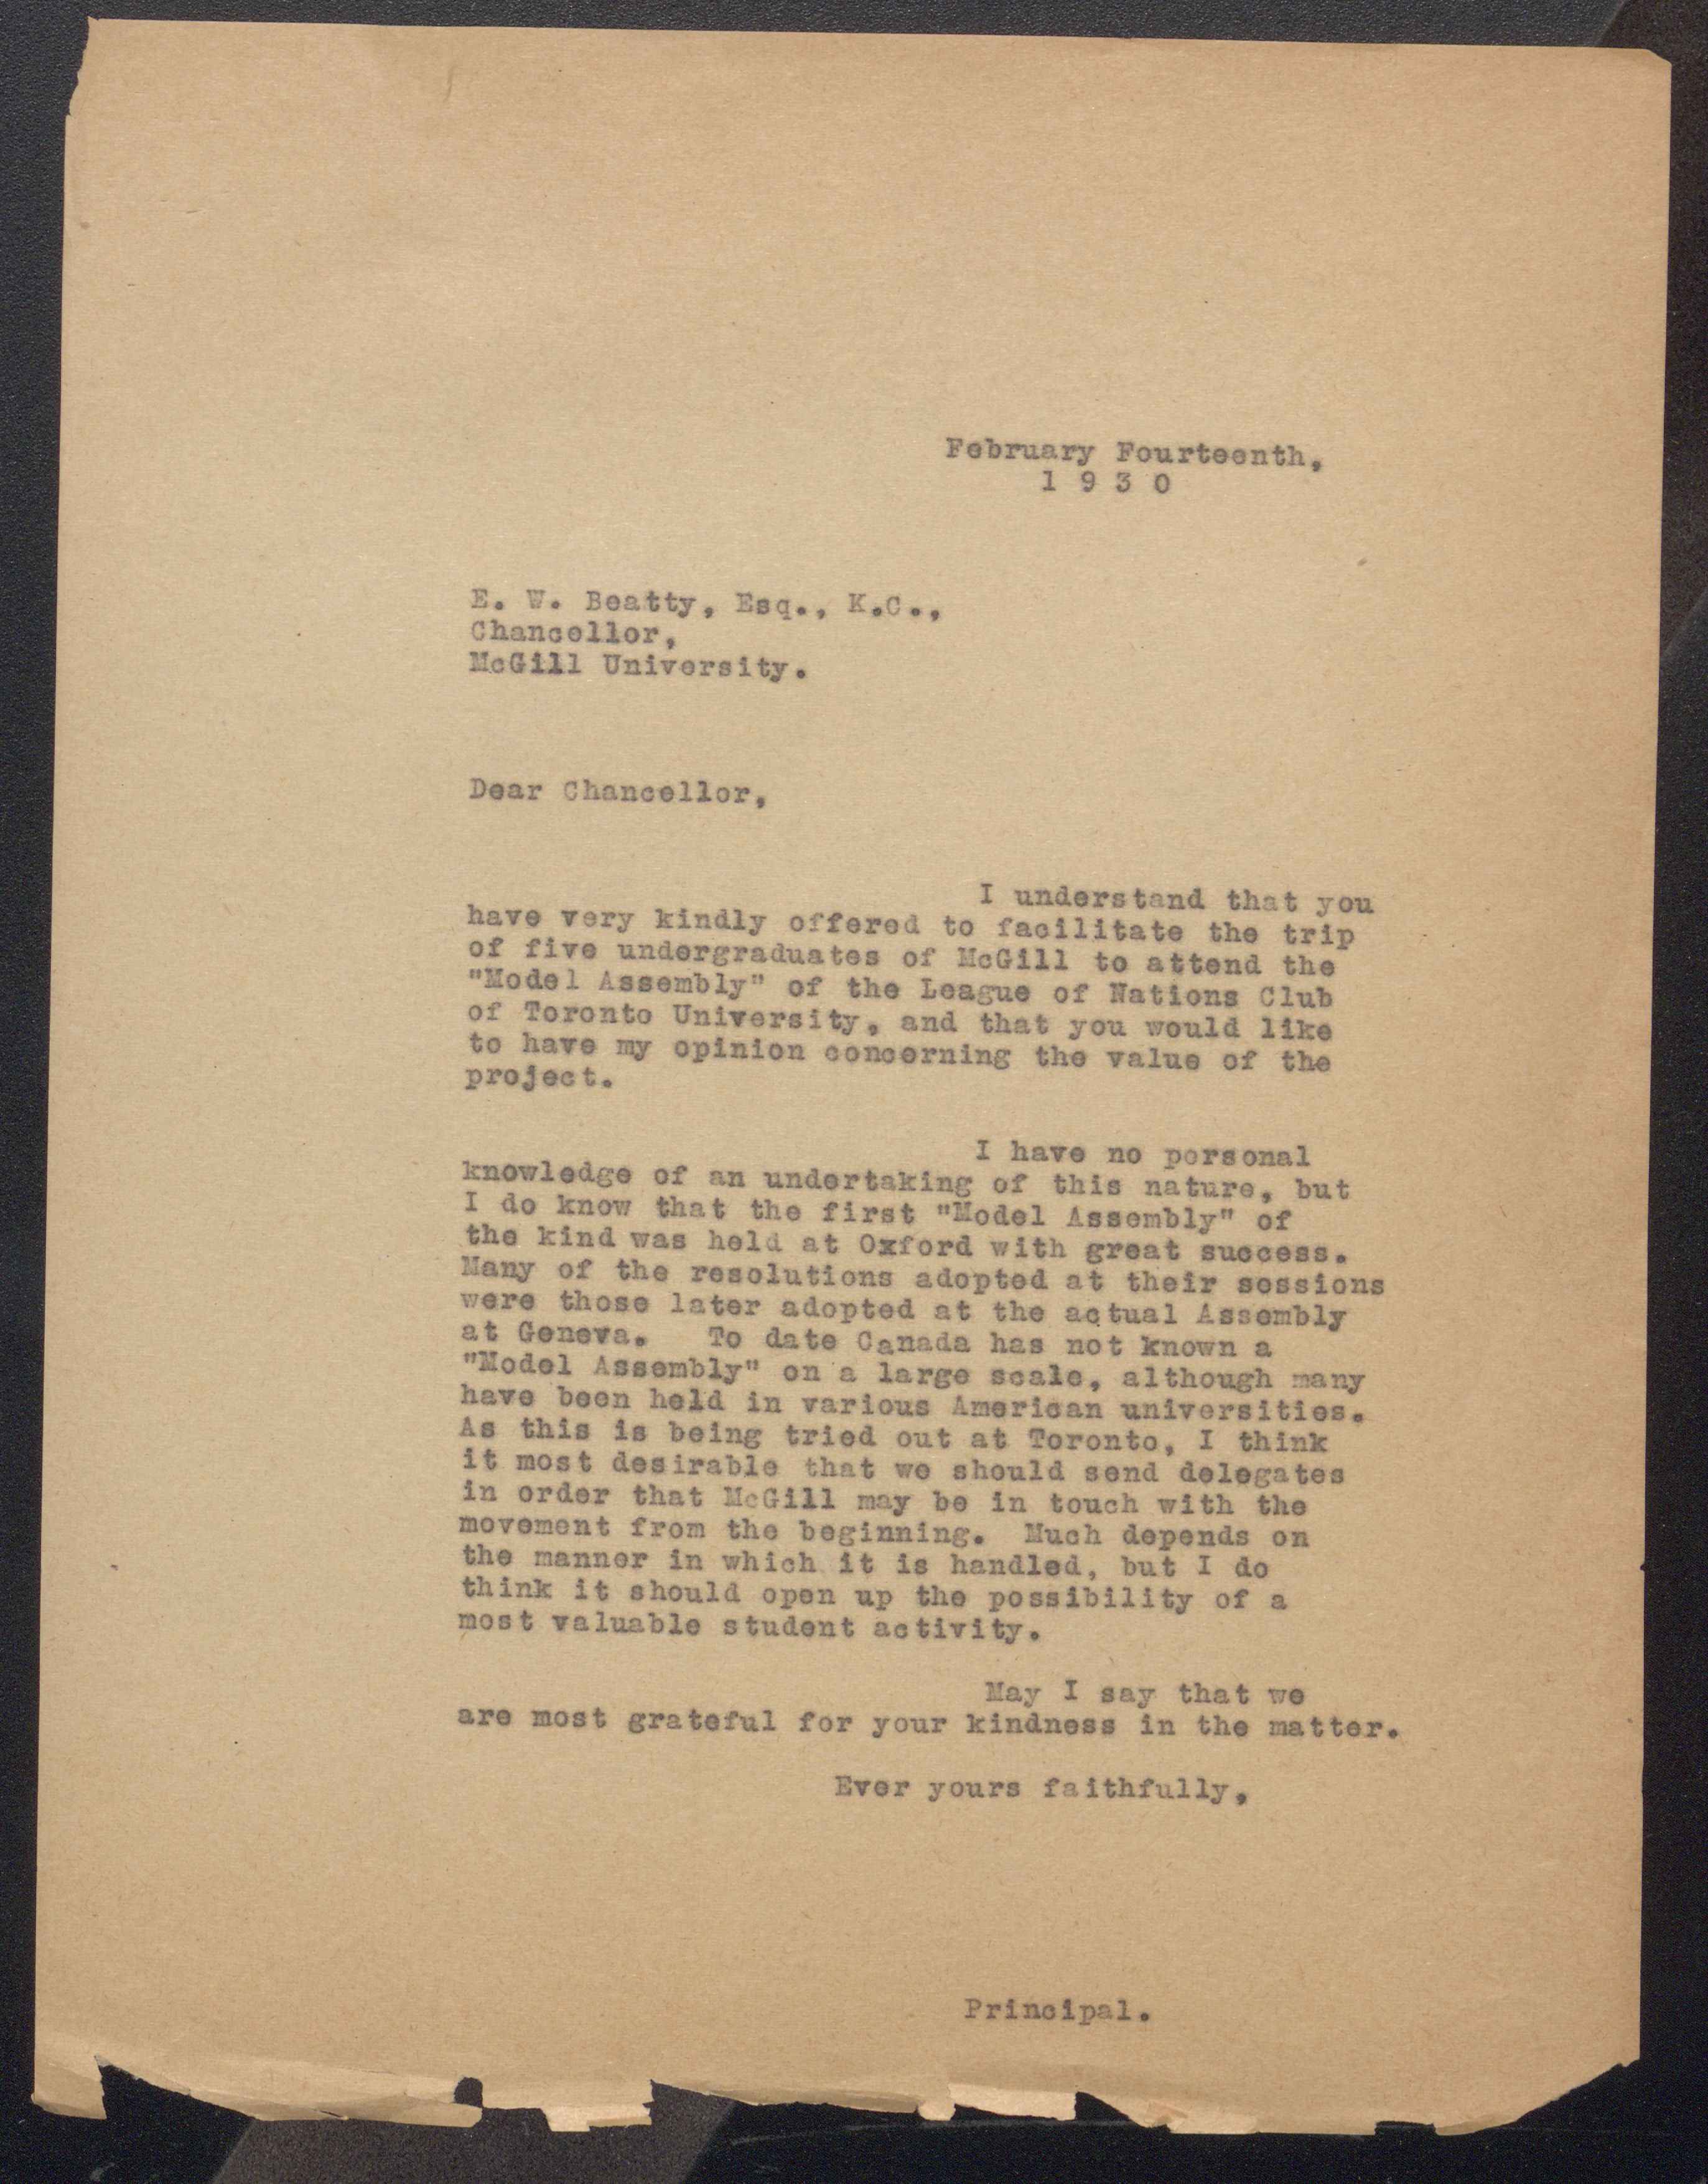 February Fourteenth,
1 9 3 0
E. W. Beatty, Esq., K.C.,
Chancellor,
McGill University.
Dear Chancellor,
I understand that you
have very kindly offered to facilitate the trip
of five undergraduates of McGill to attend the
"Model Assembly" of the League of Nations Club
of Toronto University, and that you would like
to have my opinion concerning the value of the
project.
I have no personal
knowledge of an undertaking of this nature, but
I do know that the first "Model Assembly" of
the kind was held at Oxford with great success.
Many of the resolutions adopted at their sessions
were those later adopted at the actual Assembly
at Geneva. To date Canada has not known a
"Model Assembly" on a large scale, although many
have been held in various American universities.
As this is being tried out at Toronto, I think
it most desirable that we should send delegates
in order that McGill may be in touch with the
movement from the beginning. Much depends on
the manner in which it is handled, but I do
think it should open up the possibility of a
most valuable student activity.
May I say that we
are most grateful for your kindness in the matter.
Ever yours faithfully,
Principal.